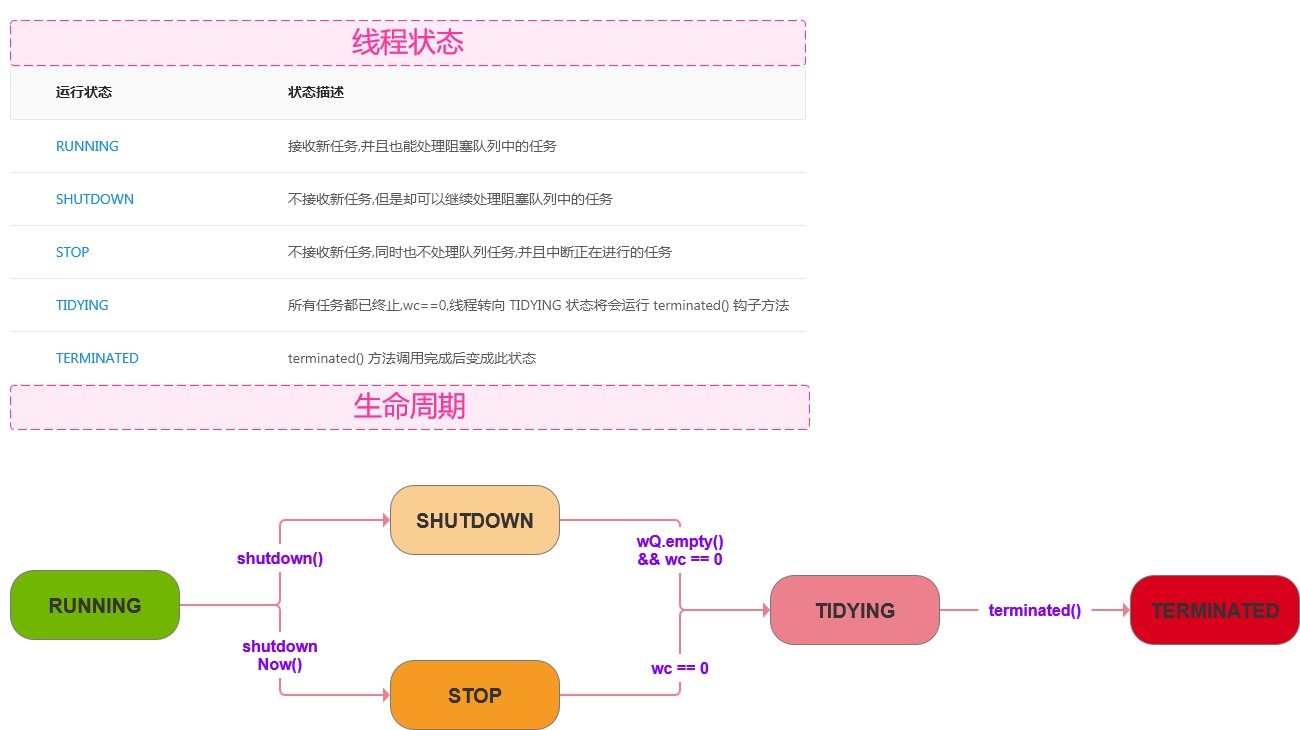 线程状态
运行状态 状态描述
RUNNING 接收新任务,并且也能处理阻塞队列中的任务
SHUTDOWN 不接收新任务,但是却可以继续处理阻塞队列中的任务
STOP 不接收新任务,同时也不处理队列任务,并且中断正在进行的任务
TIDYING 所有任务都已终止,wc==0,线程转向 TIDYING 状态将会运行 terminated() 钩子方法
TERMINATED terminated() 方法调用完成后变成此状态
生命周期
SHUTDOWN
wQ.empty()
&& wc == 0
shutdown()
RUNNING
TIDYING
terminated()
TERMINATED
shutdown
Now()
wc == 0
STOP